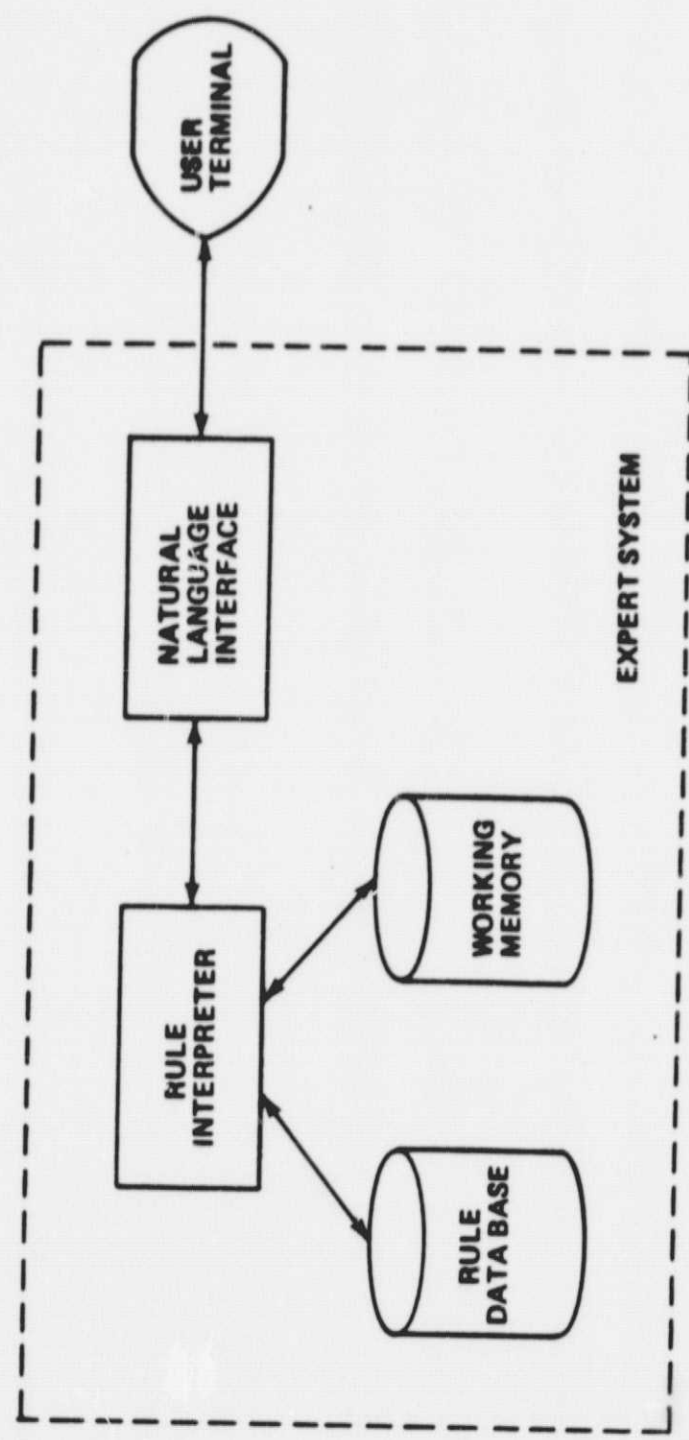 RULE
INTERPRETER
NATURAL
LANGUAGE
INTERFACE
USER
TERMINAL
RULE
DATA BASE
WORKING
MEMORY
EXPERT SYSTEM